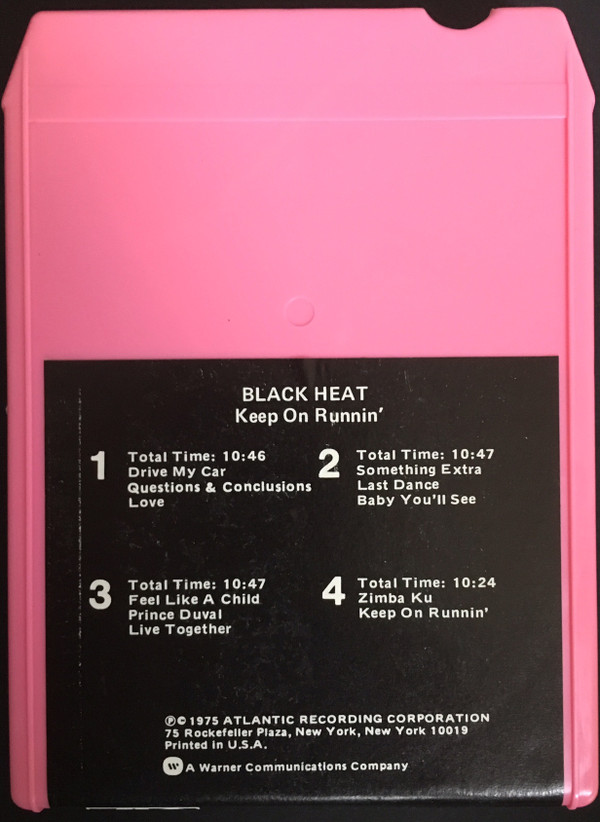 BLACK HEAT
Keep On Runnin'
1
Total Time: 10:46
Drive My Car
Questions & Conclusions
Love
2
Total Time: 10:47
Something Extra
Last Dance
Baby You'll See
3
Total Time: 10:47
Feel Like A Child
Prince Duval
Live Together
4
Total Time: 10:24
Zimba Ku
Keep On Runnin'
℗© 1975 ATLANTIC RECORDING CORPORATION
75 Rockefeller Plaza, New York, New York 10019
Printed in U.S.A.
W A Warner Communications Company